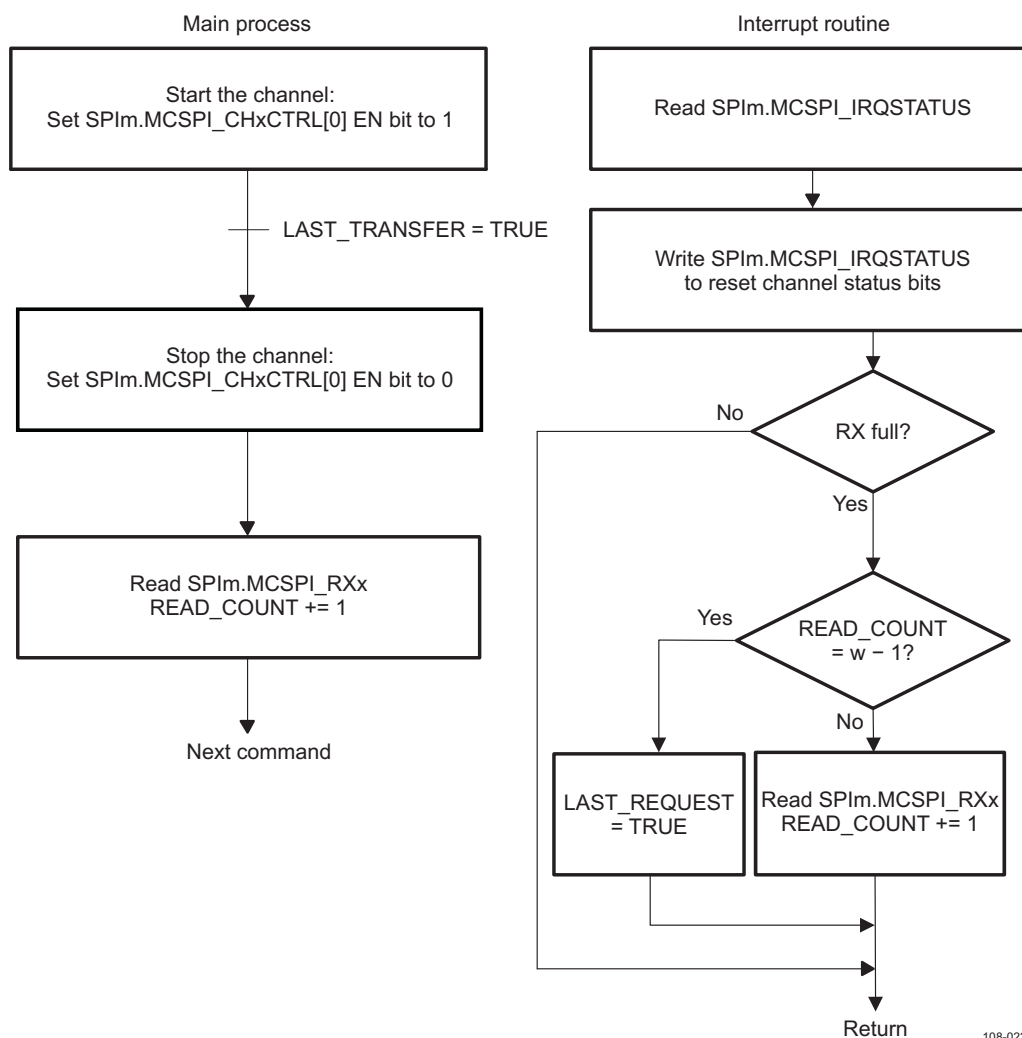 Main process
Start the channel:
Set SPIm.MCSPI_CHxCTRL[0] EN bit to 1
LAST_TRANSFER = TRUE
Stop the channel:
Set SPIm.MCSPI_CHxCTRL[0] EN bit to 0
Read SPIm.MCSPI_RXx
READ_COUNT += 1
Next command
Interrupt routine
Read SPIm.MCSPI_IRQSTATUS
Write SPIm.MCSPI_IRQSTATUS
to reset channel status bits
No
RX full?
Yes
Yes
READ_COUNT
= w − 1?
No
LAST_REQUEST
= TRUE
Read SPIm.MCSPI_RXx
READ_COUNT += 1
Return